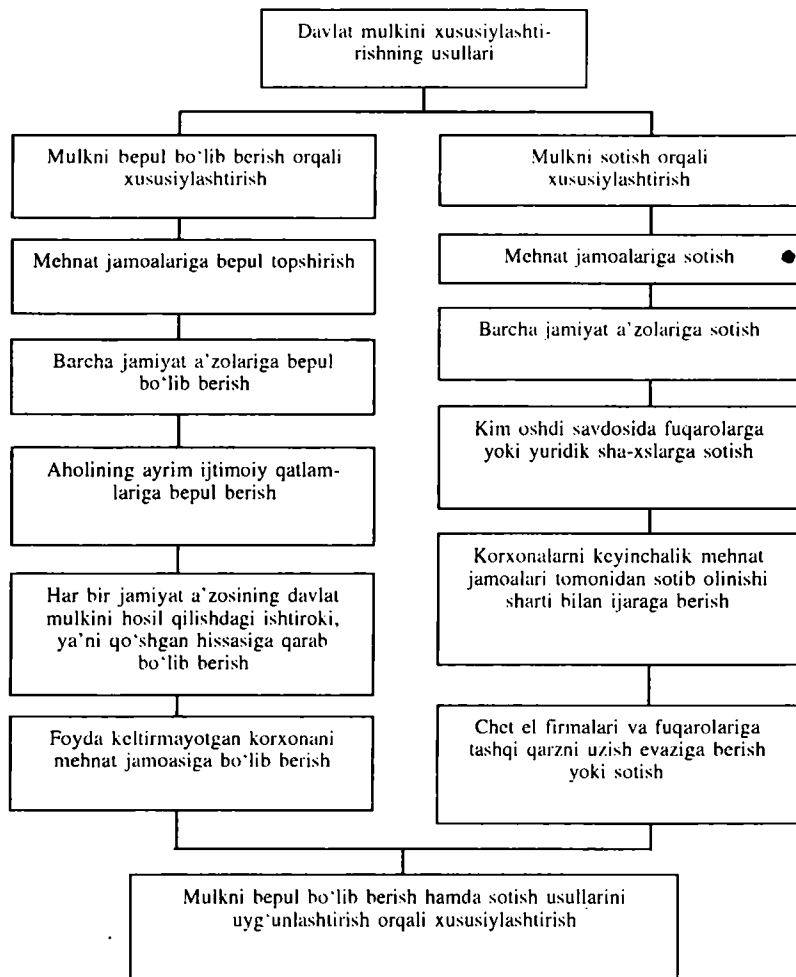 Davlat mulkini xususiylashti-
rishning usullari
Mulkni bepul bo‘lib berish orqali
xususiylashtirish
Mehnat jamoalariga bepul topshirish
Barcha jamiyat a’zolariga bepul
bo‘lib berish
Aholining ayrim ijtimoiy qatlam-
lariga bepul berish
Har bir jamiyat a’zosining davlat
mulkini hosil qilishdagi ishtiroki,
ya’ni qo‘shgan hissasiga qarab
bo‘lib berish
Foyda keltirmayotgan korxonani
mehnat jamoasiga bo‘lib berish
Mulkni sotish orqali
xususiylashtirish
Mehnat jamoalariga sotish
Barcha jamiyat a’zolariga sotish
Kim oshdi savdosida fuqarolarga
yoki yuridik sha-xslarga sotish
Korxonalarni keyinchalik mehnat
jamoalari tomonidan sotib olinishi
sharti bilan ijaraga berish
Chet el firmalari va fuqarolariga
tashqi qarzni uzish evaziga berish
yoki sotish
Mulkni bepul bo‘lib berish hamda sotish usullarini
uyg‘unlashtirish orqali xususiylashtirish